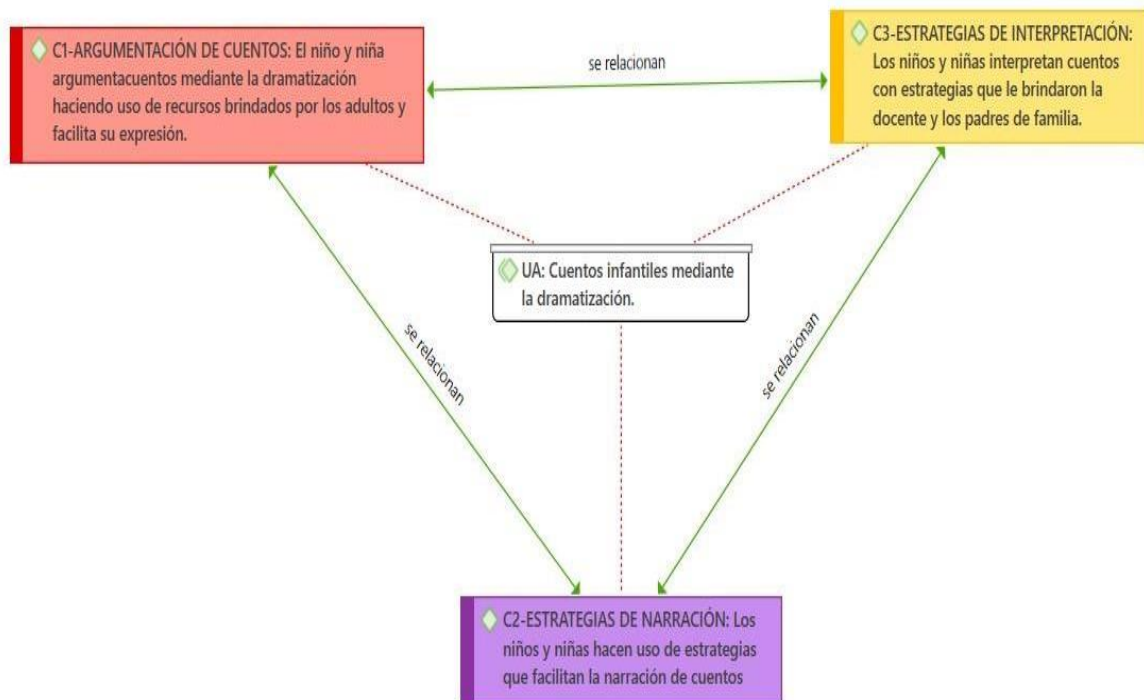 C1-ARGUMENTACIÓN DE CUENTOS: El niño y niña
argumentacuentos mediante la dramatización
haciendo uso de recursos brindados por los adultos y
facilita su expresión.
se relacionan
C3-ESTRATEGIAS DE INTERPRETACIÓN:
Los niños y niñas interpretan cuentos
con estrategias que le brindaron la
docente y los padres de familia.
UA: Cuentos infantiles mediante
la dramatización.
se relacionan
se relacionan
C2-ESTRATEGIAS DE NARRACIÓN: Los
niños y niñas hacen uso de estrategias
que facilitan la narración de cuentos